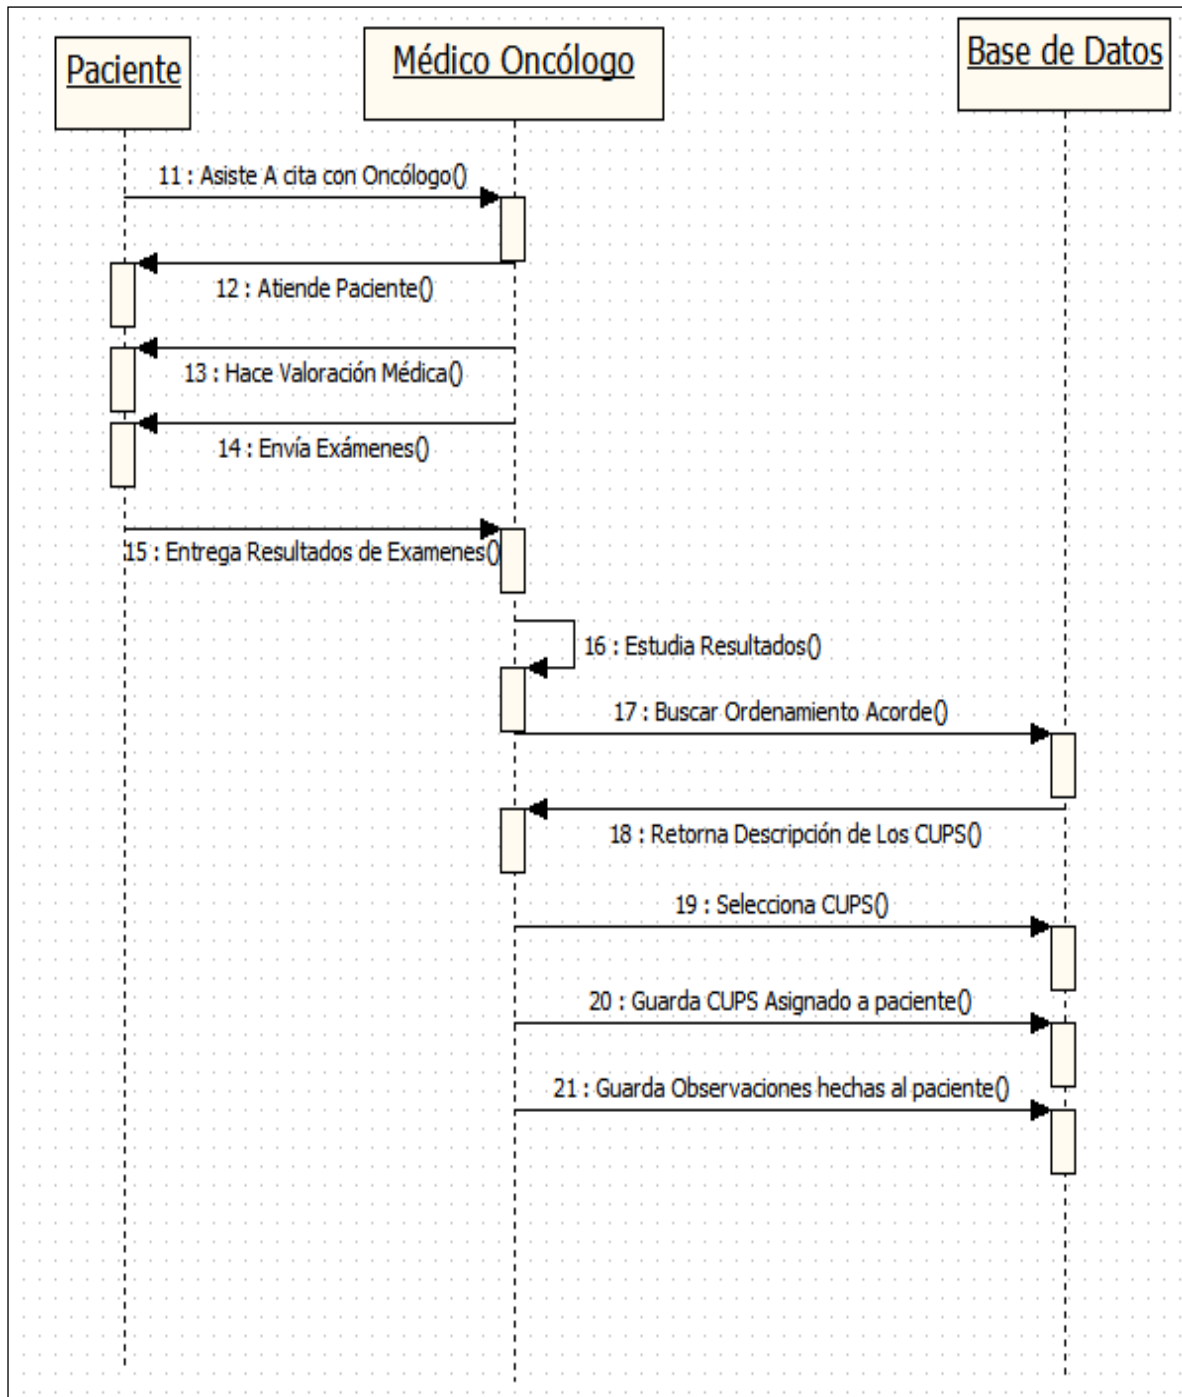 Paciente
Médico Oncólogo
Base de Datos
11 : Asiste A cita con Oncólogo()
12 : Atiende Paciente()
13 : Hace Valoración Médica()
14 : Envía Exámenes()
15 : Entrega Resultados de Examenes()
16 : Estudia Resultados()
17 : Buscar Ordenamiento Acorde()
18 : Retorna Descripción de Los CUPS()
19 : Selecciona CUPS()
20 : Guarda CUPS Asignado a paciente()
21 : Guarda Observaciones hechas al paciente()